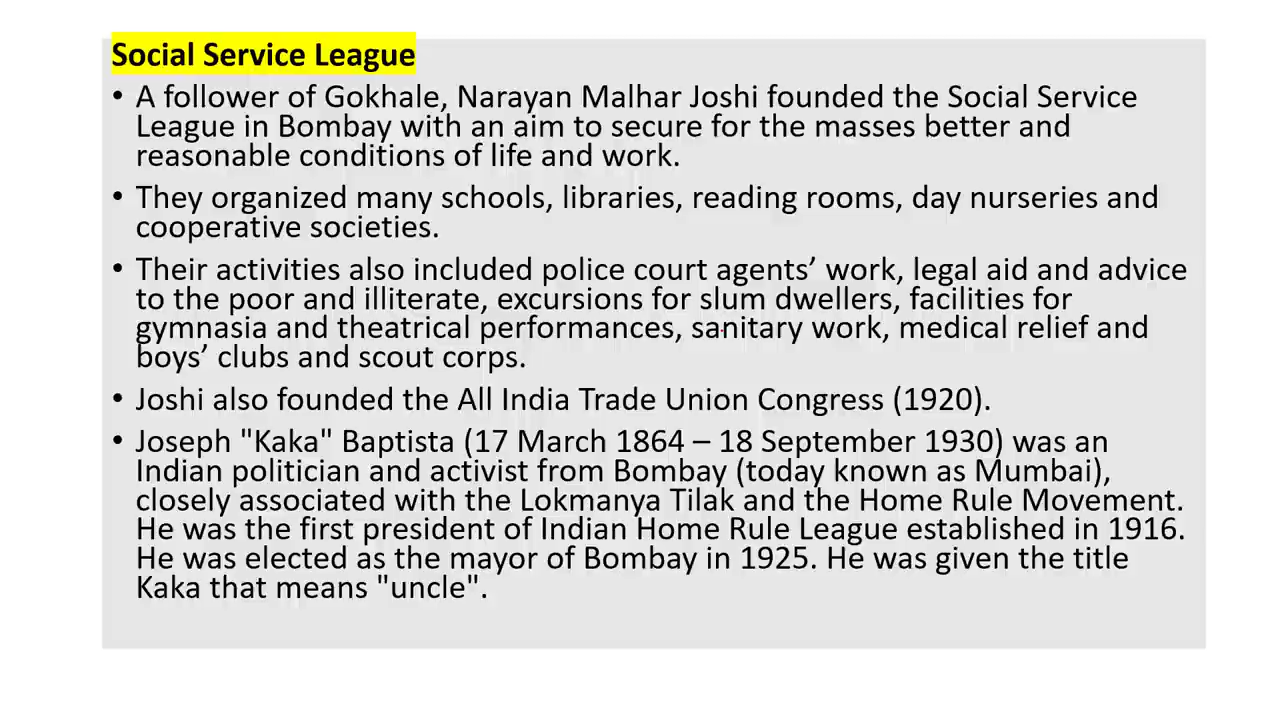 Social Service League
• A follower of Gokhale, Narayan Malhar Joshi founded the Social Service
League in Bombay with an aim to secure for the masses better and
reasonable conditions of life and work.
• They organized many schools, libraries, reading rooms, day nurseries and
cooperative societies.
• Their activities also included police court agents’ work, legal aid and advice
to the poor and illiterate, excursions for slum dwellers, facilities for
gymnasia and theatrical performances, sanitary work, medical relief and
boys’ clubs and scout corps.
• Joshi also founded the All India Trade Union Congress (1920).
• Joseph "Kaka" Baptista (17 March 1864 – 18 September 1930) was an
Indian politician and activist from Bombay (today known as Mumbai),
closely associated with the Lokmanya Tilak and the Home Rule Movement.
He was the first president of Indian Home Rule League established in 1916.
He was elected as the mayor of Bombay in 1925. He was given the title
Kaka that means "uncle".